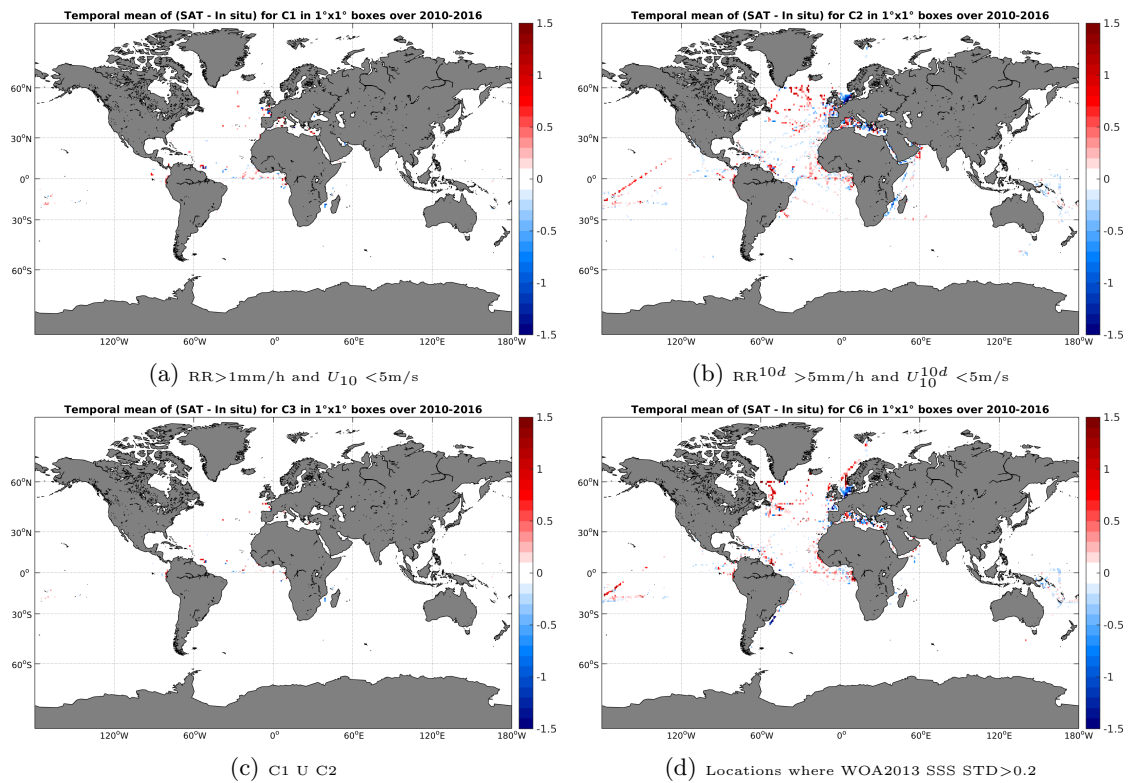 Temporal mean of (SAT - In situ) for C1 in 1°x1° boxes over 2010-2016
60°N
30°N
0°
30°S
60°S
120°W
60°W
0°
60°E
120°E
180°W
1.5
1
0.5
0
-0.5
-1
-1.5
(a) RR>1mm/h and U10 <5m/s
Temporal mean of (SAT - In situ) for C2 in 1°x1° boxes over 2010-2016
60°N
30°N
0°
30°S
60°S
120°W
60°W
0°
60°E
120°E
180°W
1.5
1
0.5
0
-0.5
-1
-1.5
(b) RR10d >5mm/h and U10 10d <5m/s
Temporal mean of (SAT - In situ) for C3 in 1°x1° boxes over 2010-2016
60°N
30°N
0°
30°S
60°S
120°W
60°W
0°
60°E
120°E
180°W
1.5
1
0.5
0
-0.5
-1
-1.5
(c) C1 U C2
Temporal mean of (SAT - In situ) for C6 in 1°x1° boxes over 2010-2016
60°N
30°N
0°
30°S
60°S
120°W
60°W
0°
60°E
120°E
180°W
1.5
1
0.5
0
-0.5
-1
-1.5
(d) Locations where WOA2013 SSS STD>0.2